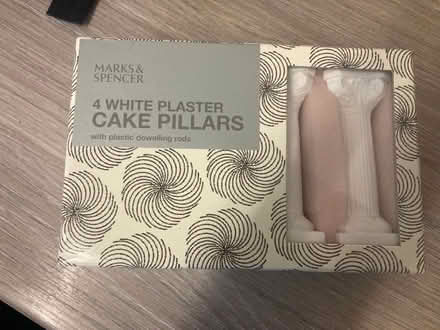 MARKS&
SPENCER
4 WHITE PLASTER
CAKE PILLARS
with plastic dowelling rods